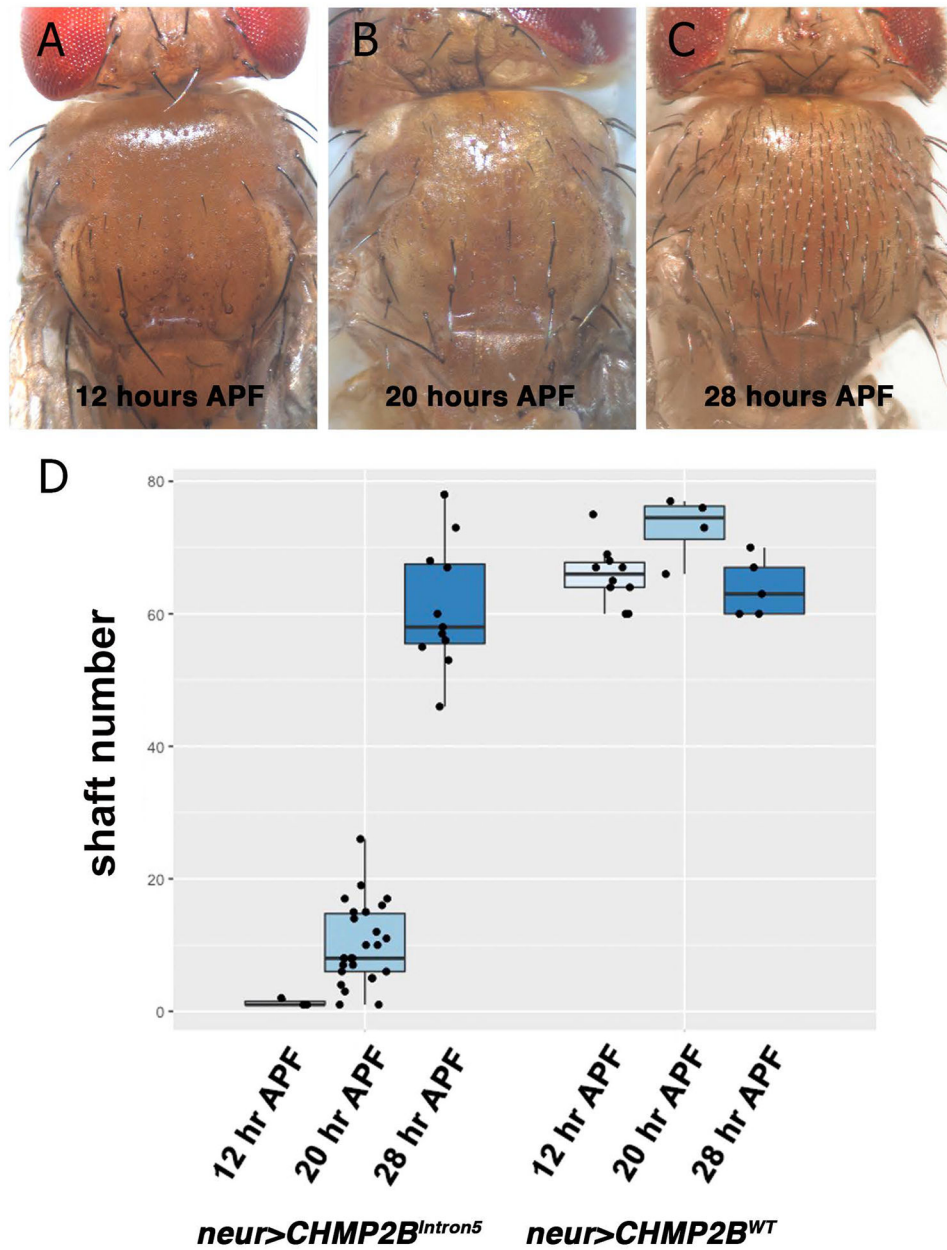 A B C
12 hours APF 20 hours APF 28 hours APF
D
shaft number
80
60
40
20
0
12 hr APF 20 hr APF 28 hr APF 12 hr APF 20 hr APF 28 hr APF
neur>CHMP2BIntron5 neur>CHMP2BWT